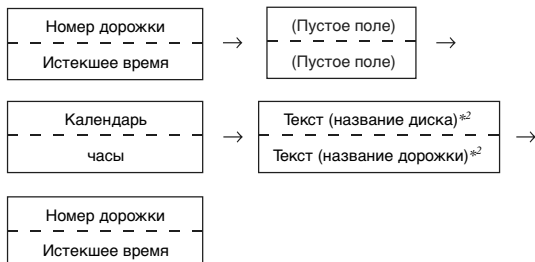 Номер дорожки
Истекшее время
→
(Пустое поле)
(Пустое поле)
→
Календарь
часы
→
Текст (название диска)*2
Текст (название дорожки)*2
→
Номер дорожки
Истекшее время